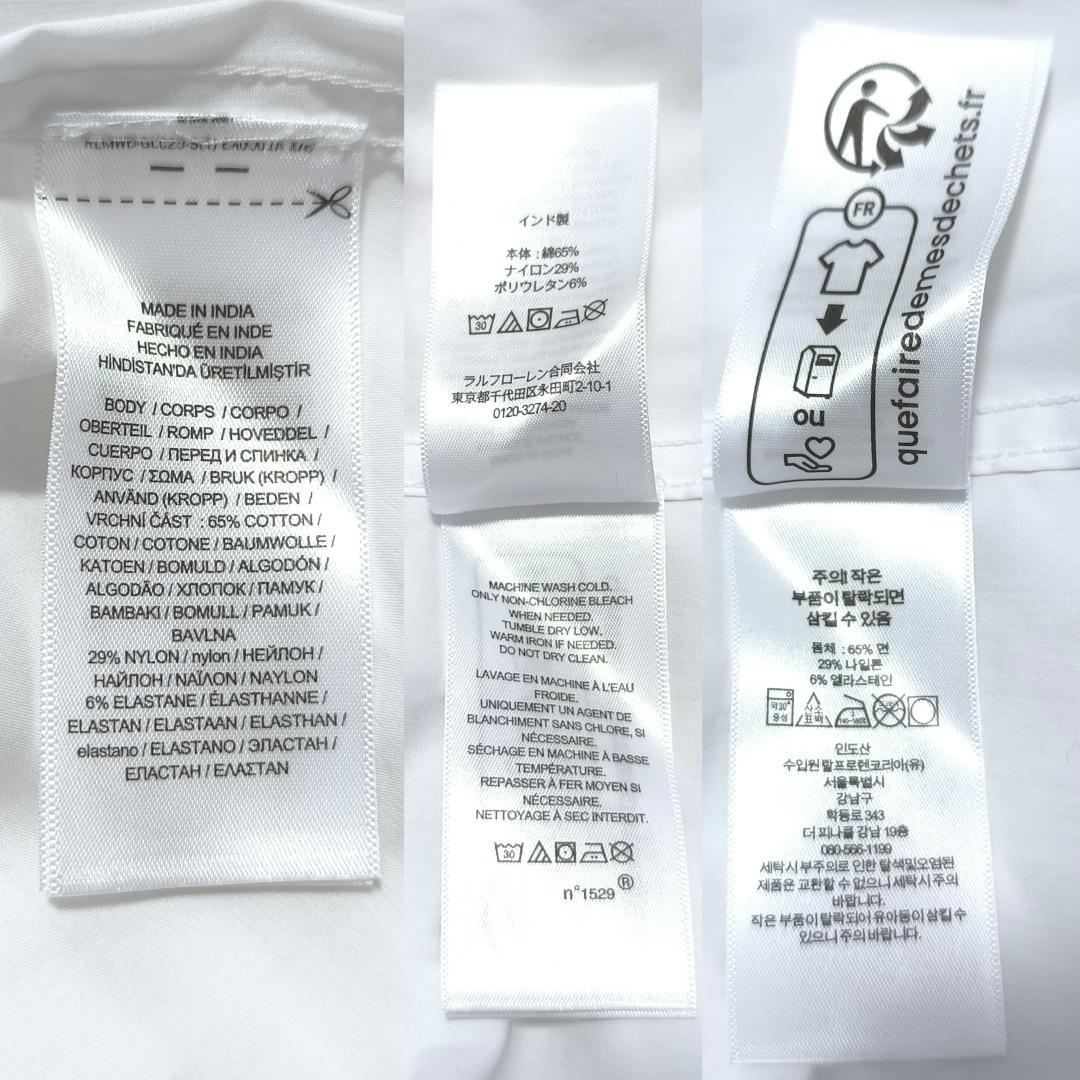 MADE IN INDIA
FABRIQUÉ EN INDE
HECHO EN INDIA
HİNDİSTAN'DA ÜRETİLMİŞTİR
BODY / CORPS / CORPO /
OBERTEIL / ROMP / HOVEDDEL /
CUERPO / ПЕРЕД И СПИНКА /
КОРПУС / ΣΩΜΑ / BRUK (KROPP) /
ANVÄND (KROPP) / BEDEN /
VRCHNÍ ČÁST : 65% COTTON /
COTON / COTONE / BAUMWOLLE /
KATOEN / BOMULD / ALGODÓN /
ALGODÃO / ХЛОПОК / ПАМУК /
ΒΑΜΒΑΚΙ / BOMULL / PAMUK /
BAVLNA
29% NYLON / nylon / НЕЙЛОН /
НАЙЛОН / ΝΑΪΛΟΝ / NAYLON
6% ELASTANE / ÉLASTHANNE /
ELASTAN / ELASTAAN / ELASTHAN /
elastano / ELASTANO / ЭЛАСТАН /
ЕЛАСТАН / ΕΛΑΣΤΑΝ
インド製
本体 : 綿65%
ナイロン29%
ポリウレタン6%
30
ラルフローレン合同会社
東京都千代田区永田町2-10-1
0120-3274-20
MACHINE WASH COLD.
ONLY NON-CHLORINE BLEACH
WHEN NEEDED.
TUMBLE DRY LOW.
WARM IRON IF NEEDED.
DO NOT DRY CLEAN.
LAVAGE EN MACHINE À L'EAU
FROIDE.
UNIQUEMENT UN AGENT DE
BLANCHIMENT SANS CHLORE, SI
NÉCESSAIRE.
SÉCHAGE EN MACHINE À BASSE
TEMPÉRATURE.
REPASSER À FER MOYEN SI
NÉCESSAIRE.
NETTOYAGE À SEC INTERDIT.
30
n°1529 ®
FR
OU
quefairedemesdechets.fr
주의! 작은
부품이 탈락되면
삼킬 수 있음
몸체 : 65% 면
29% 나일론
6% 엘라스테인
약30°
중성
산소
표백
인도산
수입원 랄프로렌코리아(유)
서울특별시
강남구
학동로 343
더 피나클 강남 19층
080-566-1199
세탁시 부주의로 인한 탈색및오염된
제품은 교환할 수 없으니 세탁시 주의
바랍니다.
작은 부품이 탈락되어 유아등이 삼킬 수
있으니 주의 바랍니다.